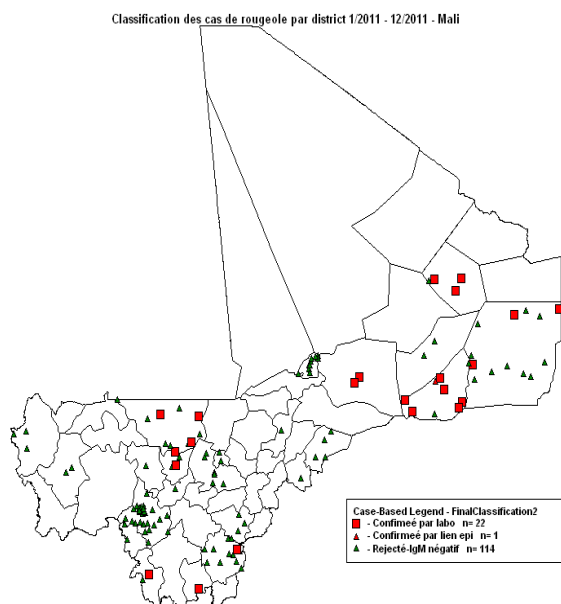 Classification des cas de rougeole par district 1/2011 - 12/2011 - Mali
Case-Based Legend - FinalClassification2
- Confimeé par labo n= 22
- Confirmeé par lien epi n= 1
- Rejecté-IgM négatif n= 114